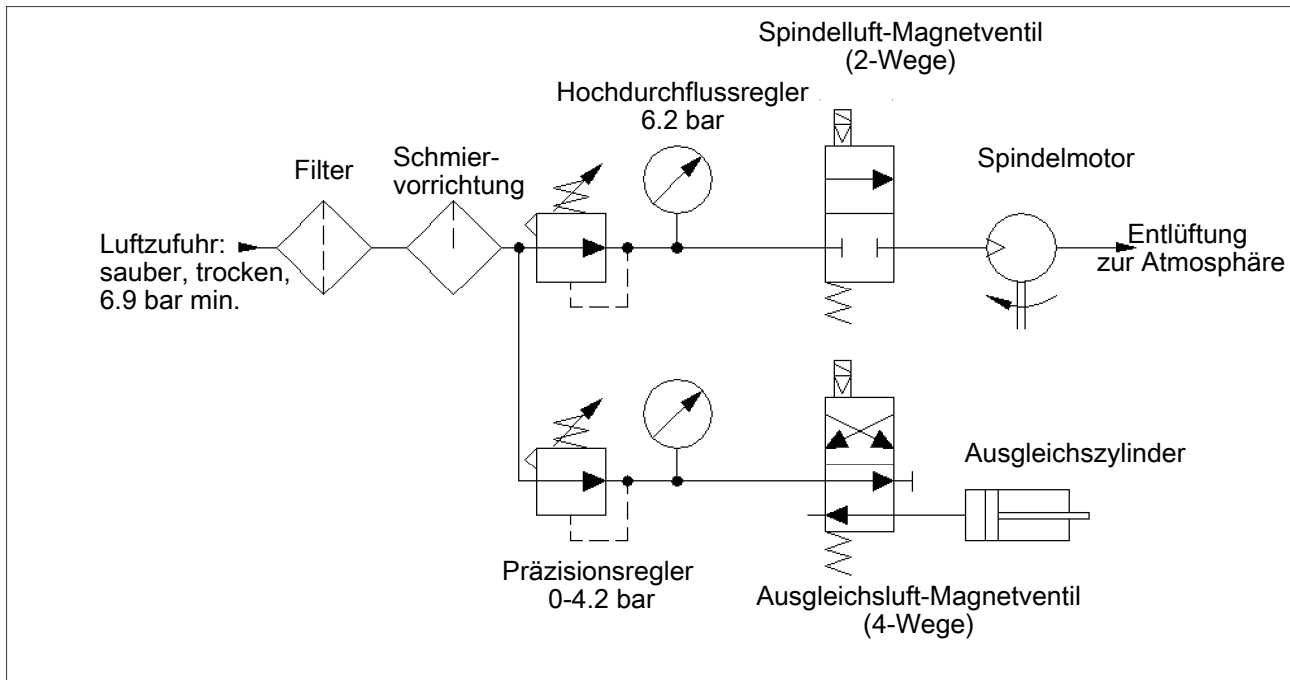 Spindelluft-Magnetventil
(2-Wege)
Hochdurchflussregler
6.2 bar
Filter
Schmier-
vorrichtung
Spindelmotor
Luftzufuhr:
sauber, trocken,
6.9 bar min.
Entlüftung
zur Atmosphäre
Ausgleichszylinder
Präzisionsregler
0-4.2 bar
Ausgleichsluft-Magnetventil
(4-Wege)